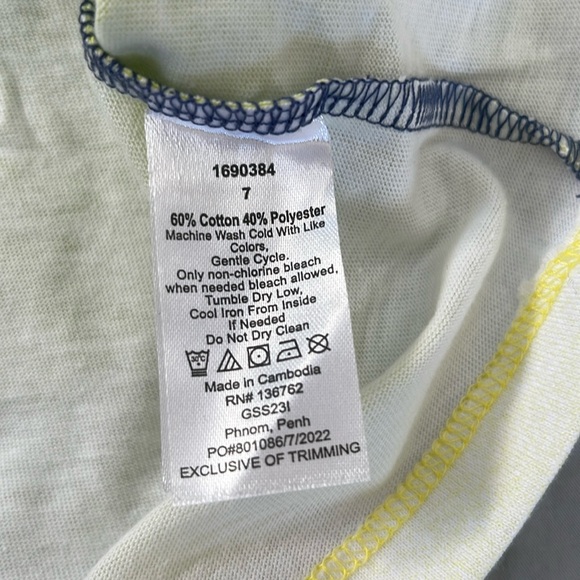 1690384
7
60% Cotton 40% Polyester
Machine Wash Cold With Like
Colors,
Gentle Cycle.
Only non-chlorine bleach
when needed bleach allowed,
Tumble Dry Low,
Cool Iron From Inside
If Needed
Do Not Dry Clean
30°C
Made in Cambodia
RN# 136762
GSS23I
Phnom, Penh
PO#801086/7/2022
EXCLUSIVE OF TRIMMING